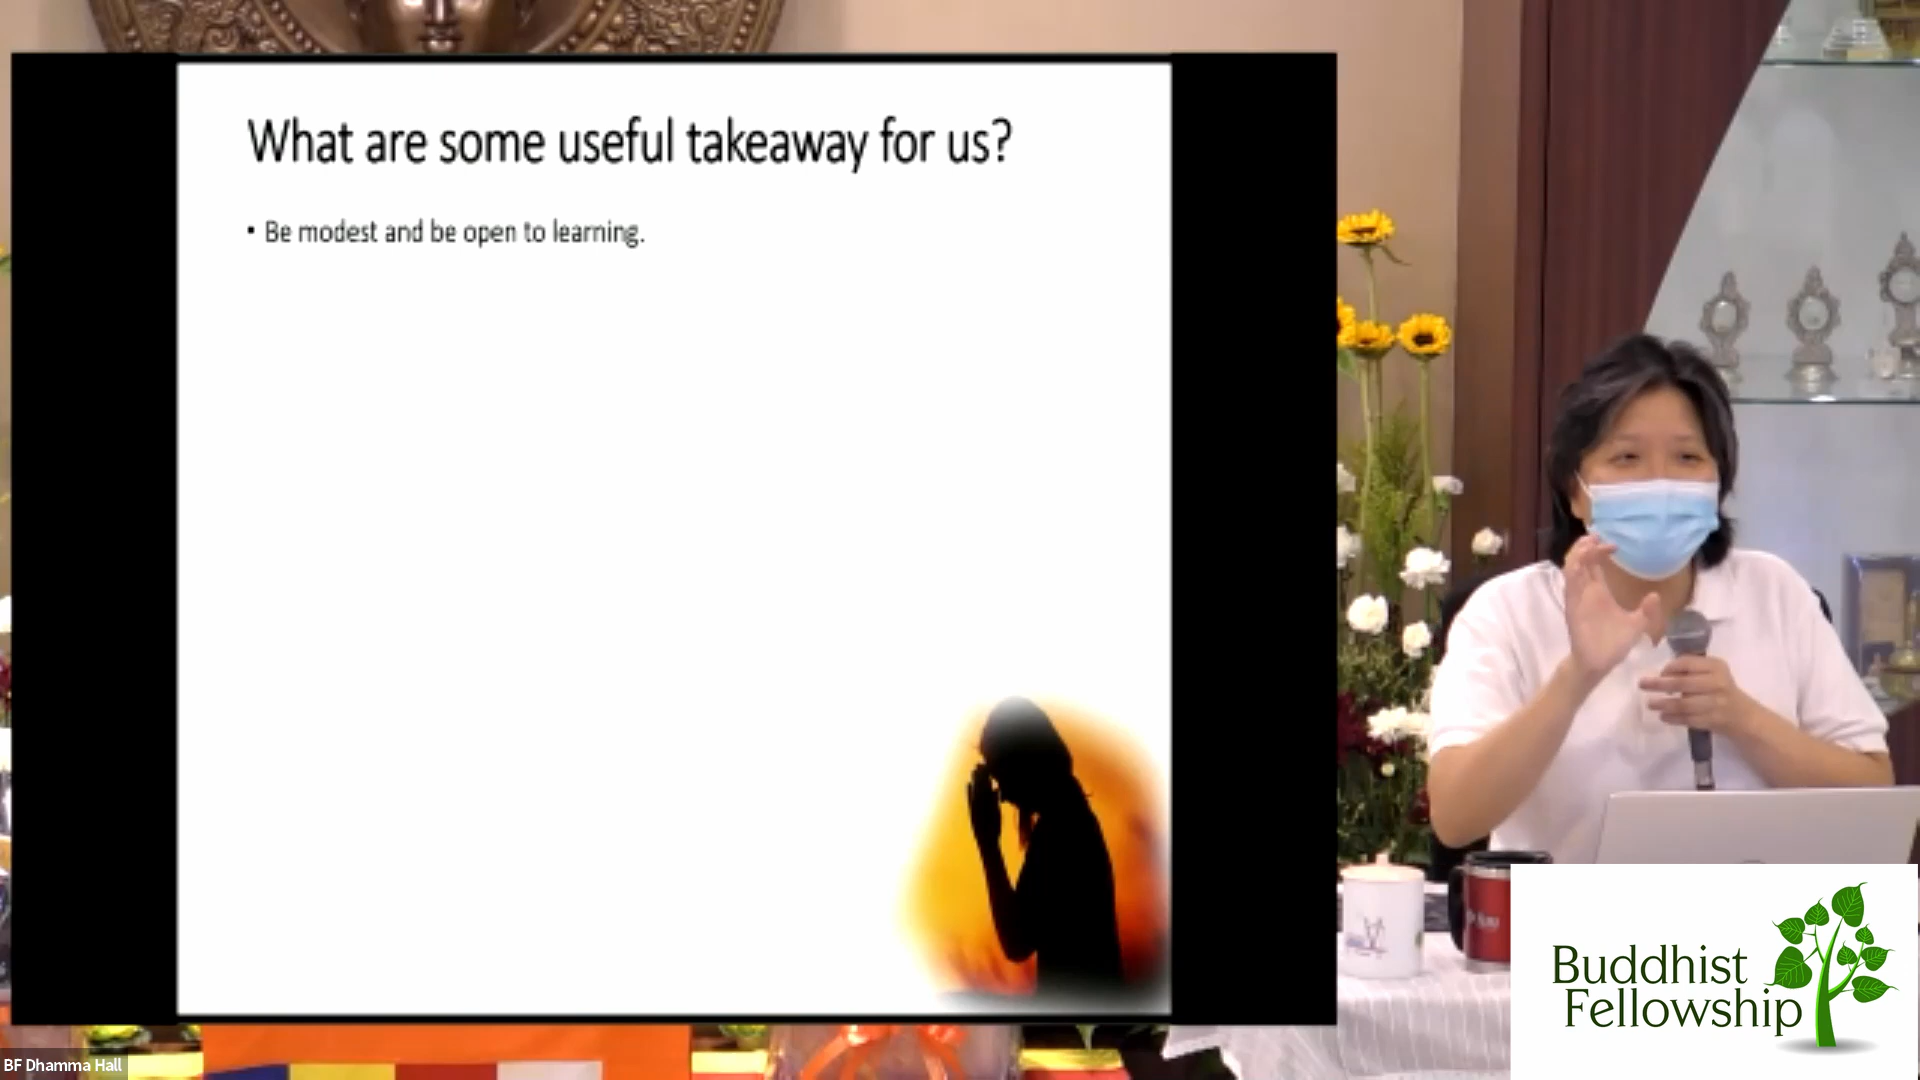 What are some useful takeaway for us?
• Be modest and be open to learning.
Buddhist
Fellowship
BF Dhamma Hall